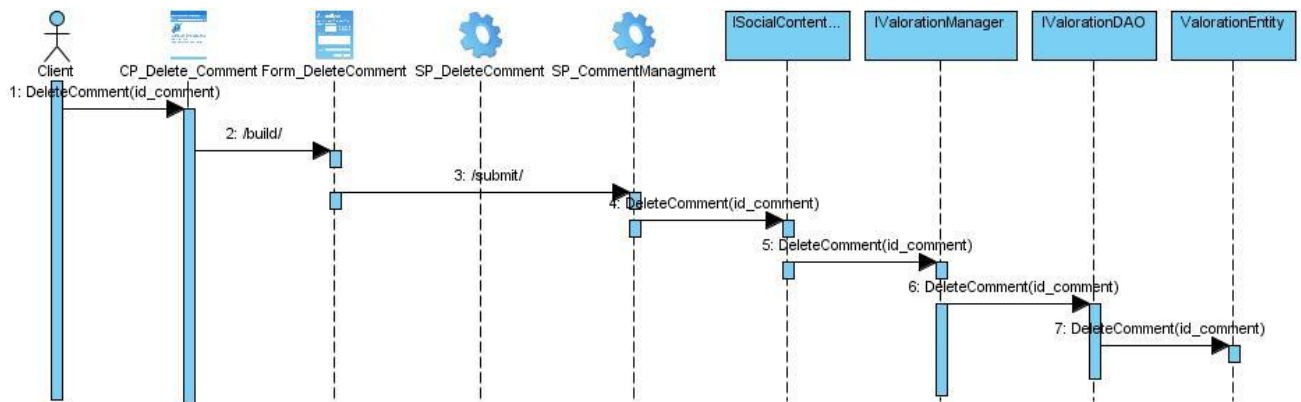 ISocialContent...
IValorationManager
IValorationDAO
ValorationEntity
Client
CP_Delete_Comment
Form_DeleteComment
SP_DeleteComment
SP_CommentManagment
1: DeleteComment(id_comment)
2: /build/
3: /submit/
4: DeleteComment(id_comment)
5: DeleteComment(id_comment)
6: DeleteComment(id_comment)
7: DeleteComment(id_comment)